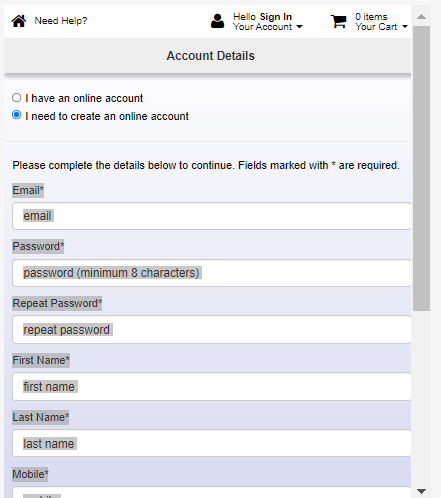 Need Help?
Hello Sign In
Your Account
0 items
Your Cart
Account Details
I have an online account
I need to create an online account
Please complete the details below to continue. Fields marked with * are required.
Email*
email
Password*
password (minimum 8 characters)
Repeat Password*
repeat password
First Name*
first name
Last Name*
last name
Mobile*